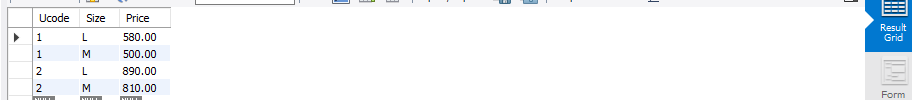 Ucode Size Price
1 L 580.00
1 M 500.00
2 L 890.00
2 M 810.00
Result
Grid
Form